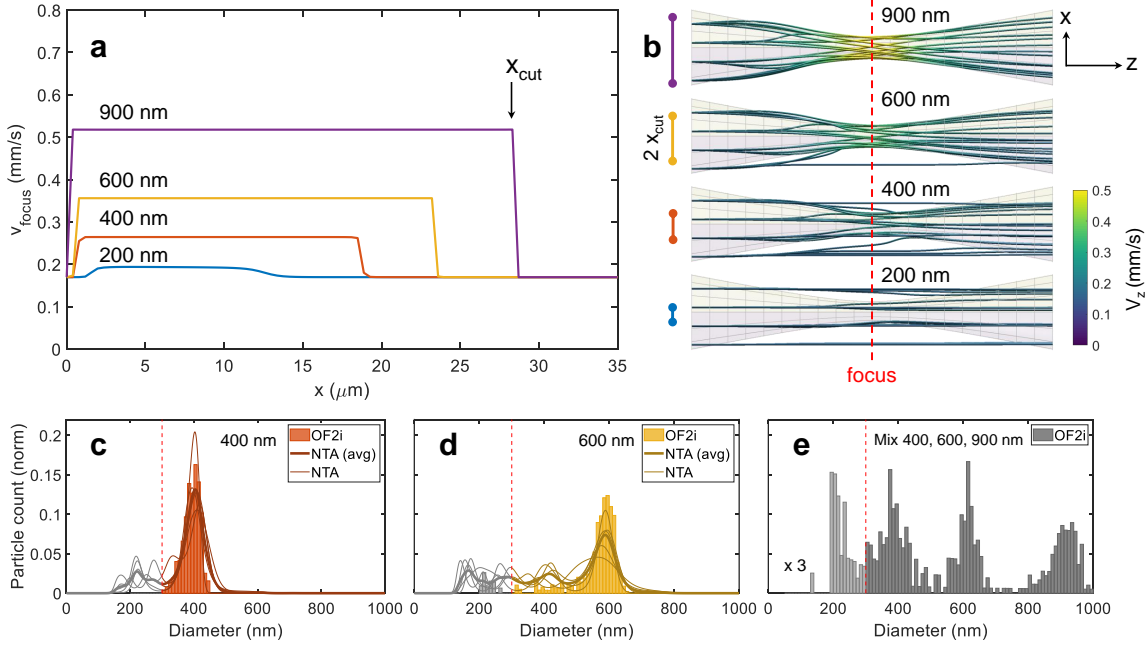 a
x_cut
900 nm
600 nm
400 nm
200 nm
v_focus (mm/s)
0.8
0.7
0.6
0.5
0.4
0.3
0.2
0.1
0
0 5 10 15 20 25 30 35
x (μm)
b
900 nm
x
z
600 nm
2 x_cut
400 nm
200 nm
focus
0.5
0.4
0.3
0.2
0.1
0
V_z (mm/s)
c
400 nm
OF2i
NTA (avg)
NTA
Particle count (norm)
0.2
0.15
0.1
0.05
0
0 200 400 600 800 1000
Diameter (nm)
d
600 nm
OF2i
NTA (avg)
NTA
0 200 400 600 800 1000
Diameter (nm)
e
Mix 400, 600, 900 nm
OF2i
x 3
0 200 400 600 800 1000
Diameter (nm)